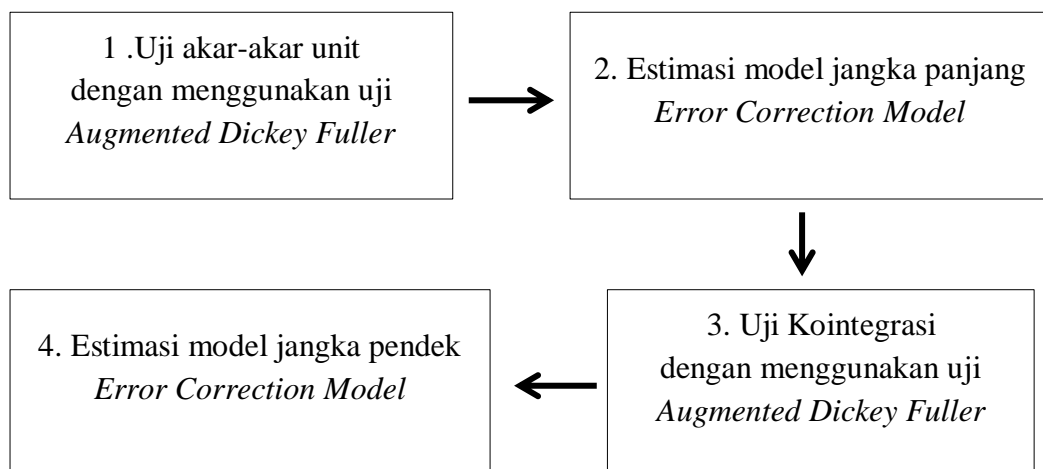 1 .Uji akar-akar unit
dengan menggunakan uji
Augmented Dickey Fuller
2. Estimasi model jangka panjang
Error Correction Model
3. Uji Kointegrasi
dengan menggunakan uji
Augmented Dickey Fuller
4. Estimasi model jangka pendek
Error Correction Model